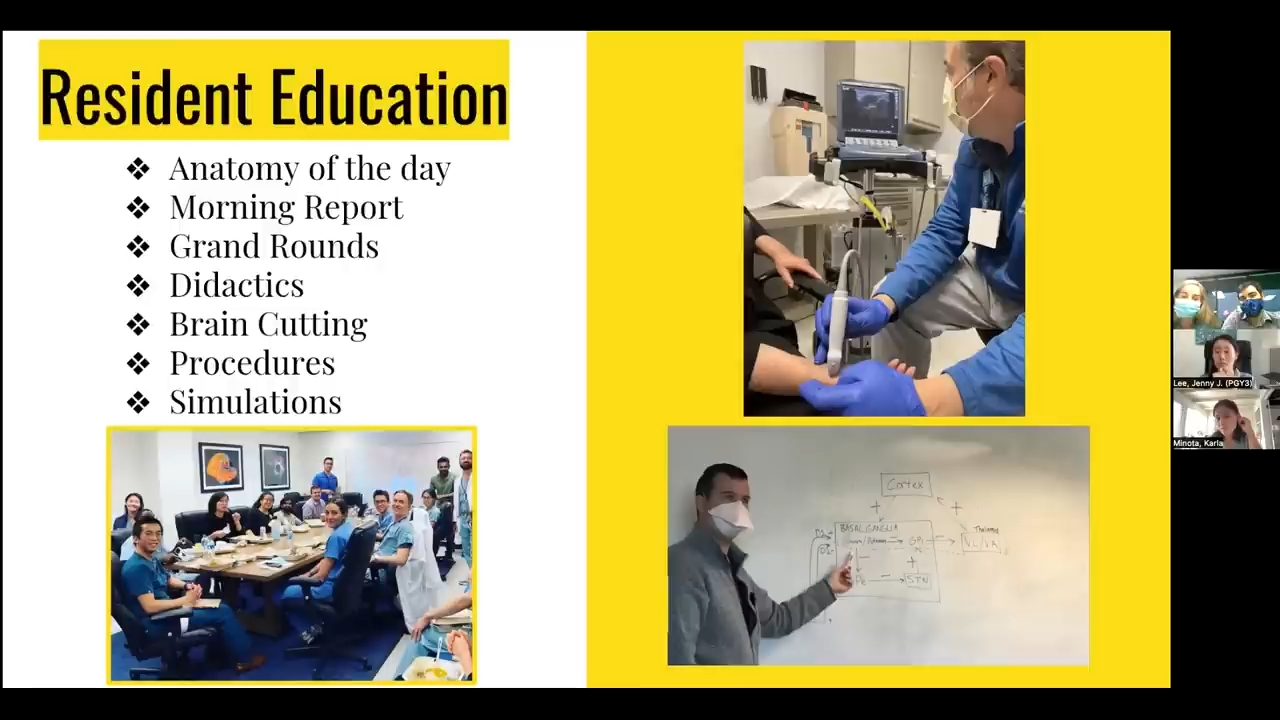 Resident Education
❖ Anatomy of the day
❖ Morning Report
❖ Grand Rounds
❖ Didactics
❖ Brain Cutting
❖ Procedures
❖ Simulations
Cortex
+
+
BASAL GANGLIA
Thalamus
GPi
VL/VA
+
STN
Lee, Jenny J. (PGY3)
Minota, Karla